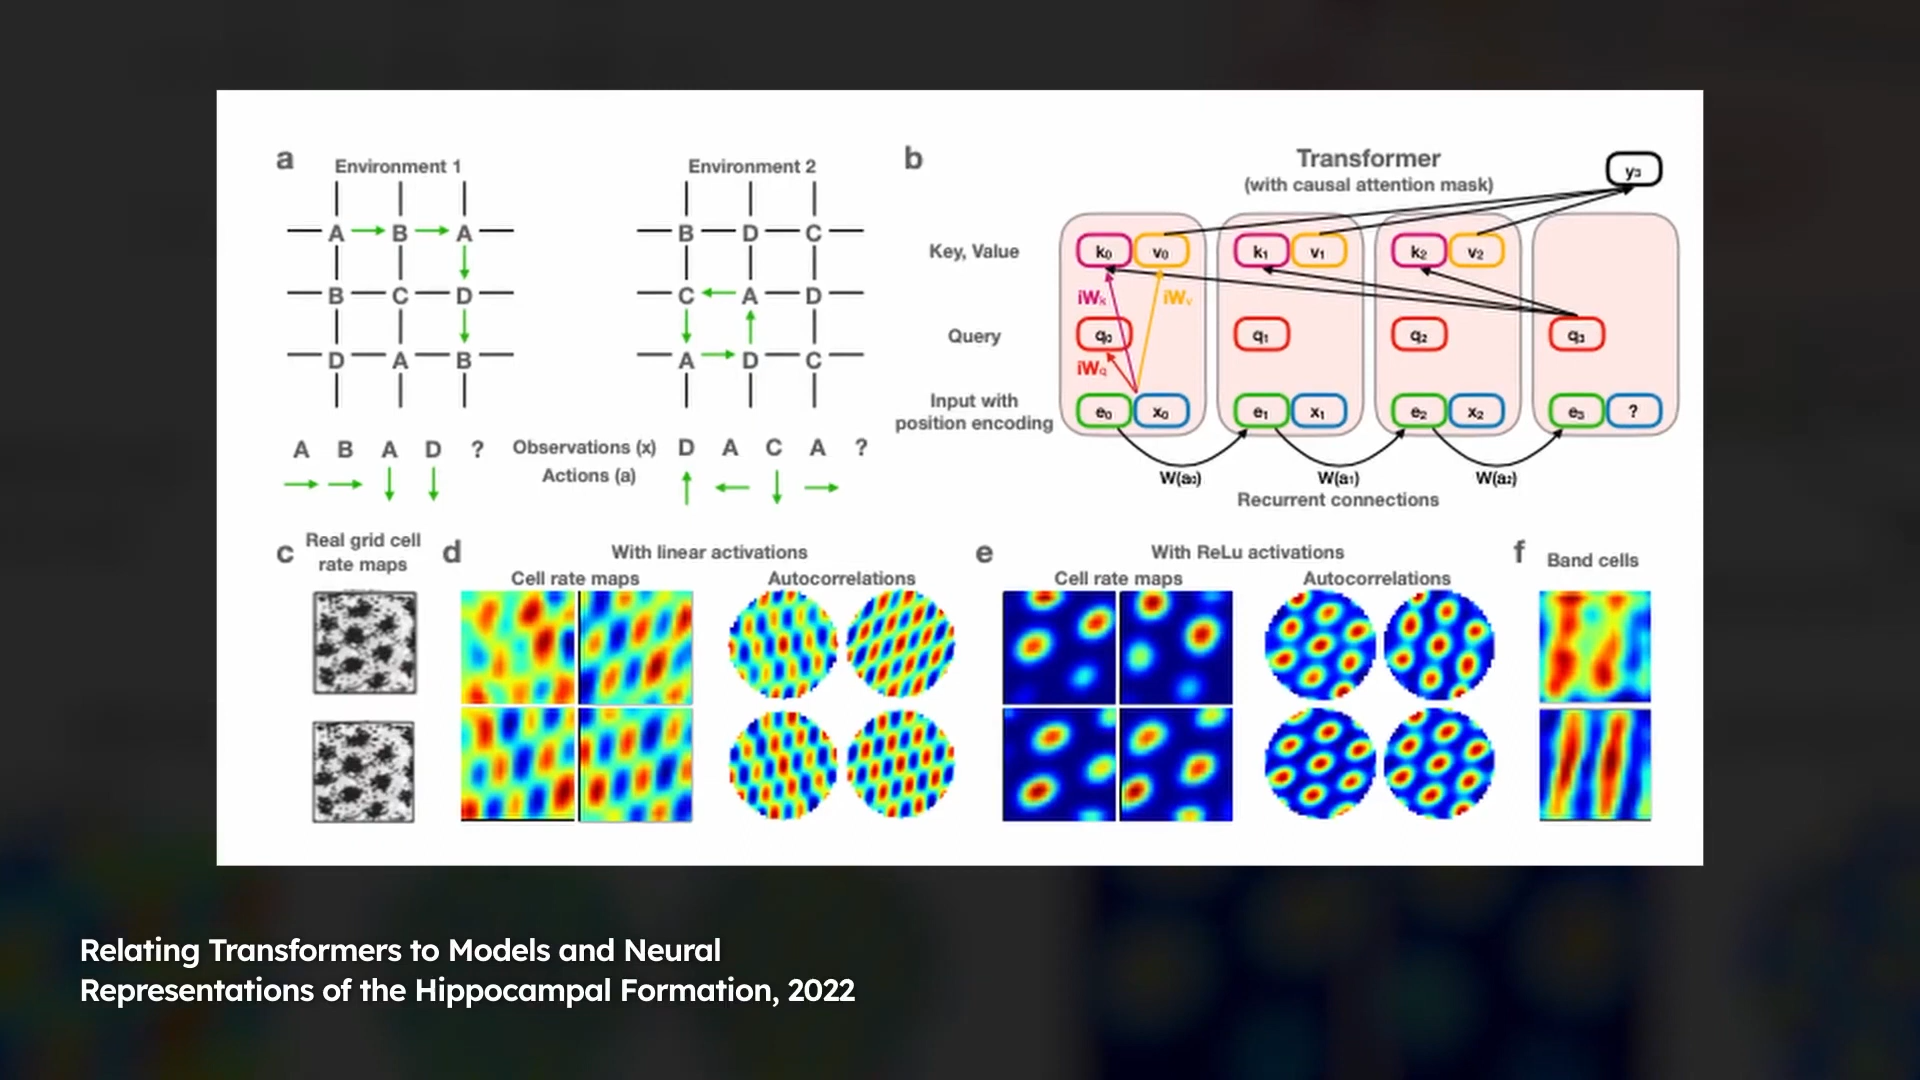 a
Environment 1
A B A
B C D
D A B
A B A D ?
Environment 2
B D C
C A D
A D C
Observations (x)
D A C A ?
Actions (a)
b
Transformer
(with causal attention mask)
y₃
Key, Value
k₀ v₀ k₁ v₁ k₂ v₂
iWₖ iWᵥ
Query
q₀ q₁ q₂ q₃
iW_q
Input with
position encoding
e₀ x₀ e₁ x₁ e₂ x₂ e₃ ?
W(a₀) W(a₁) W(a₂)
Recurrent connections
c
Real grid cell
rate maps
d
With linear activations
Cell rate maps Autocorrelations
e
With ReLu activations
Cell rate maps Autocorrelations
f
Band cells
Relating Transformers to Models and Neural
Representations of the Hippocampal Formation, 2022